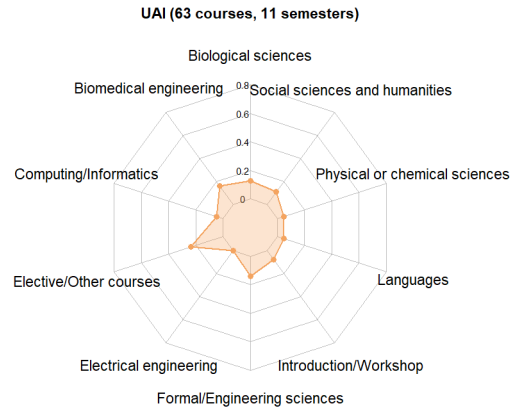 UAI (63 courses, 11 semesters)
Biological sciences
Biomedical engineering
Social sciences and humanities
0.8
0.6
0.4
0.2
0
Computing/Informatics
Physical or chemical sciences
Elective/Other courses
Languages
Electrical engineering
Introduction/Workshop
Formal/Engineering sciences